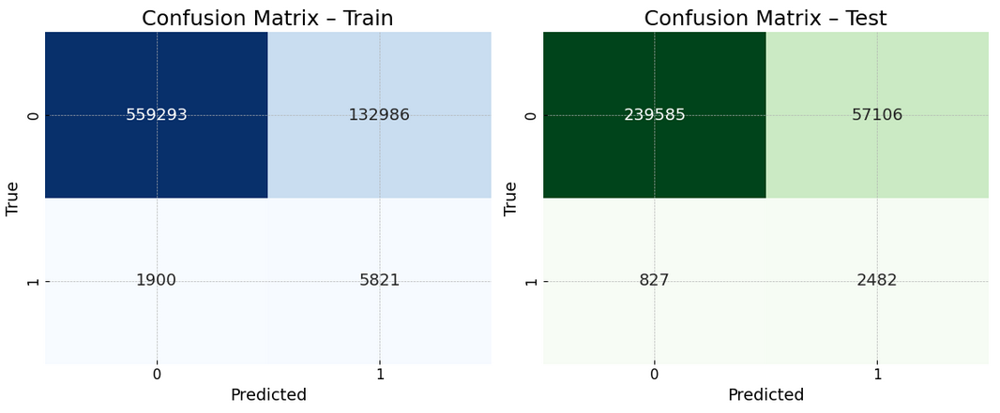 Confusion Matrix – Train
0
559293
132986
True
1
1900
5821
0
1
Predicted
Confusion Matrix – Test
0
239585
57106
True
1
827
2482
0
1
Predicted